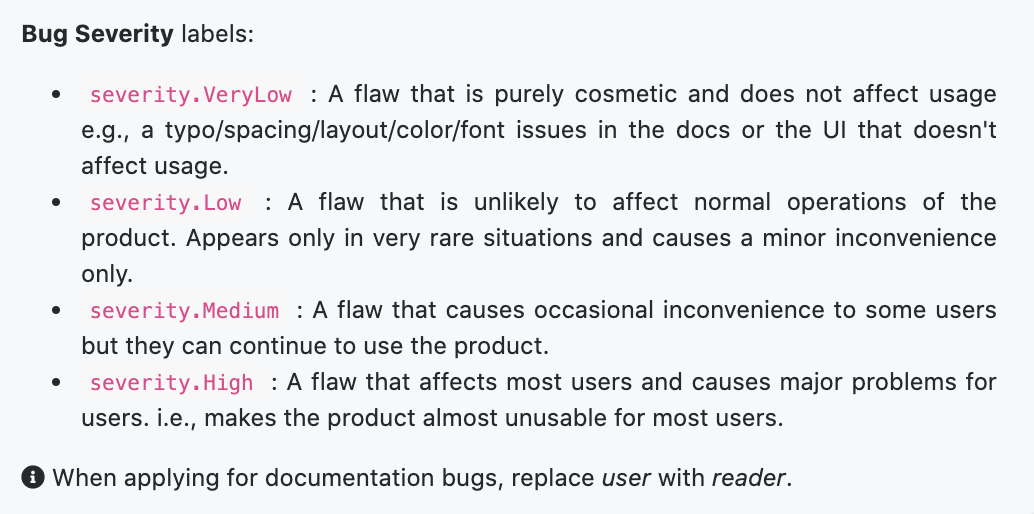 Bug Severity labels:
• severity.VeryLow : A flaw that is purely cosmetic and does not affect usage
e.g., a typo/spacing/layout/color/font issues in the docs or the UI that doesn't
affect usage.
• severity.Low : A flaw that is unlikely to affect normal operations of the
product. Appears only in very rare situations and causes a minor inconvenience
only.
• severity.Medium : A flaw that causes occasional inconvenience to some users
but they can continue to use the product.
• severity.High : A flaw that affects most users and causes major problems for
users. i.e., makes the product almost unusable for most users.
When applying for documentation bugs, replace user with reader.